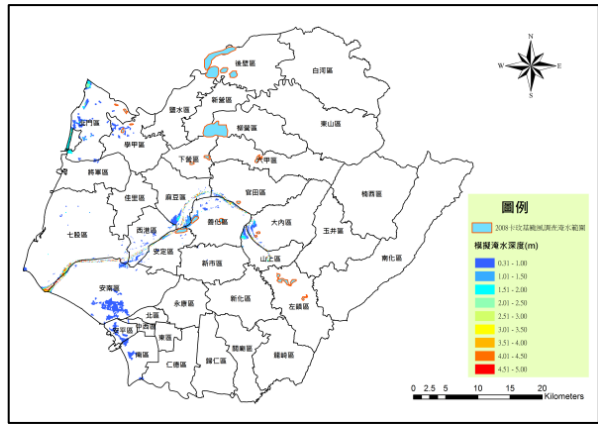 N
W
E
S
後壁區
白河區
鹽水區
新營區
東山區
柳營區
北門區
學甲區
下營區
六甲區
將軍區
佳里區
麻豆區
官田區
楠西區
七股區
西港區
善化區
大內區
玉井區
安定區
山上區
南化區
新市區
安南區
新化區
左鎮區
永康區
北區
中西區
安平區
東區
南區
仁德區
歸仁區
關廟區
龍崎區
圖例
2008卡玫基颱風調查淹水範圍
模擬淹水深度(m)
0.31 - 1.00
1.01 - 1.50
1.51 - 2.00
2.01 - 2.50
2.51 - 3.00
3.01 - 3.50
3.51 - 4.00
4.01 - 4.50
4.51 - 5.00
0 2.5 5 10 15 20
Kilometers